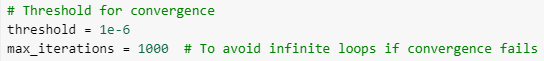 # Threshold for convergence
threshold = 1e-6
max_iterations = 1000  # To avoid infinite loops if convergence fails